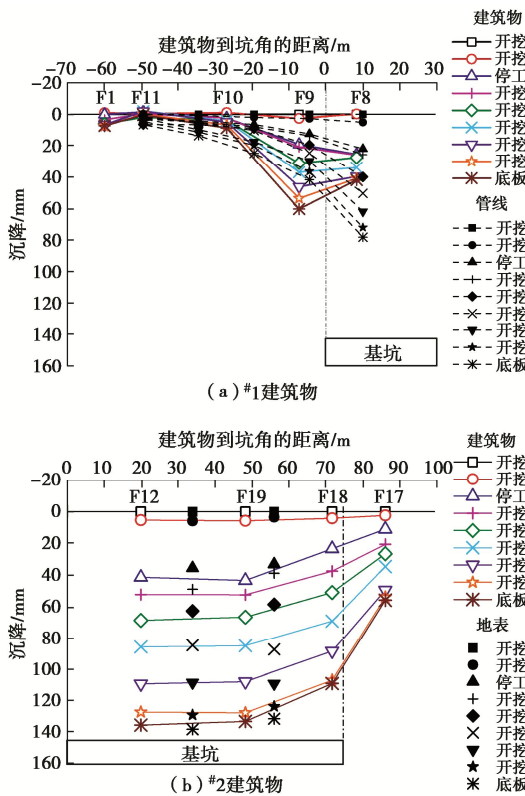 (a)
建筑物到坑角的距离/m
-70 -60 -50 -40 -30 -20 -10 0 10 20 30
F1 F11 F10 F9 F8
-20
0
20
40
60
80
100
120
140
160
沉降/mm
基坑
建筑物
开挖
开挖
停工
开挖
开挖
开挖
开挖
开挖
底板
管线
开挖
开挖
停工
开挖
开挖
开挖
开挖
开挖
底板
（a）#1建筑物
建筑物到坑角的距离/m
0 10 20 30 40 50 60 70 80 90 100
F12 F19 F18 F17
-20
0
20
40
60
80
100
120
140
160
沉降/mm
基坑
建筑物
开挖
开挖
停工
开挖
开挖
开挖
开挖
开挖
底板
地表
开挖
开挖
停工
开挖
开挖
开挖
开挖
开挖
底板
（b）#2建筑物